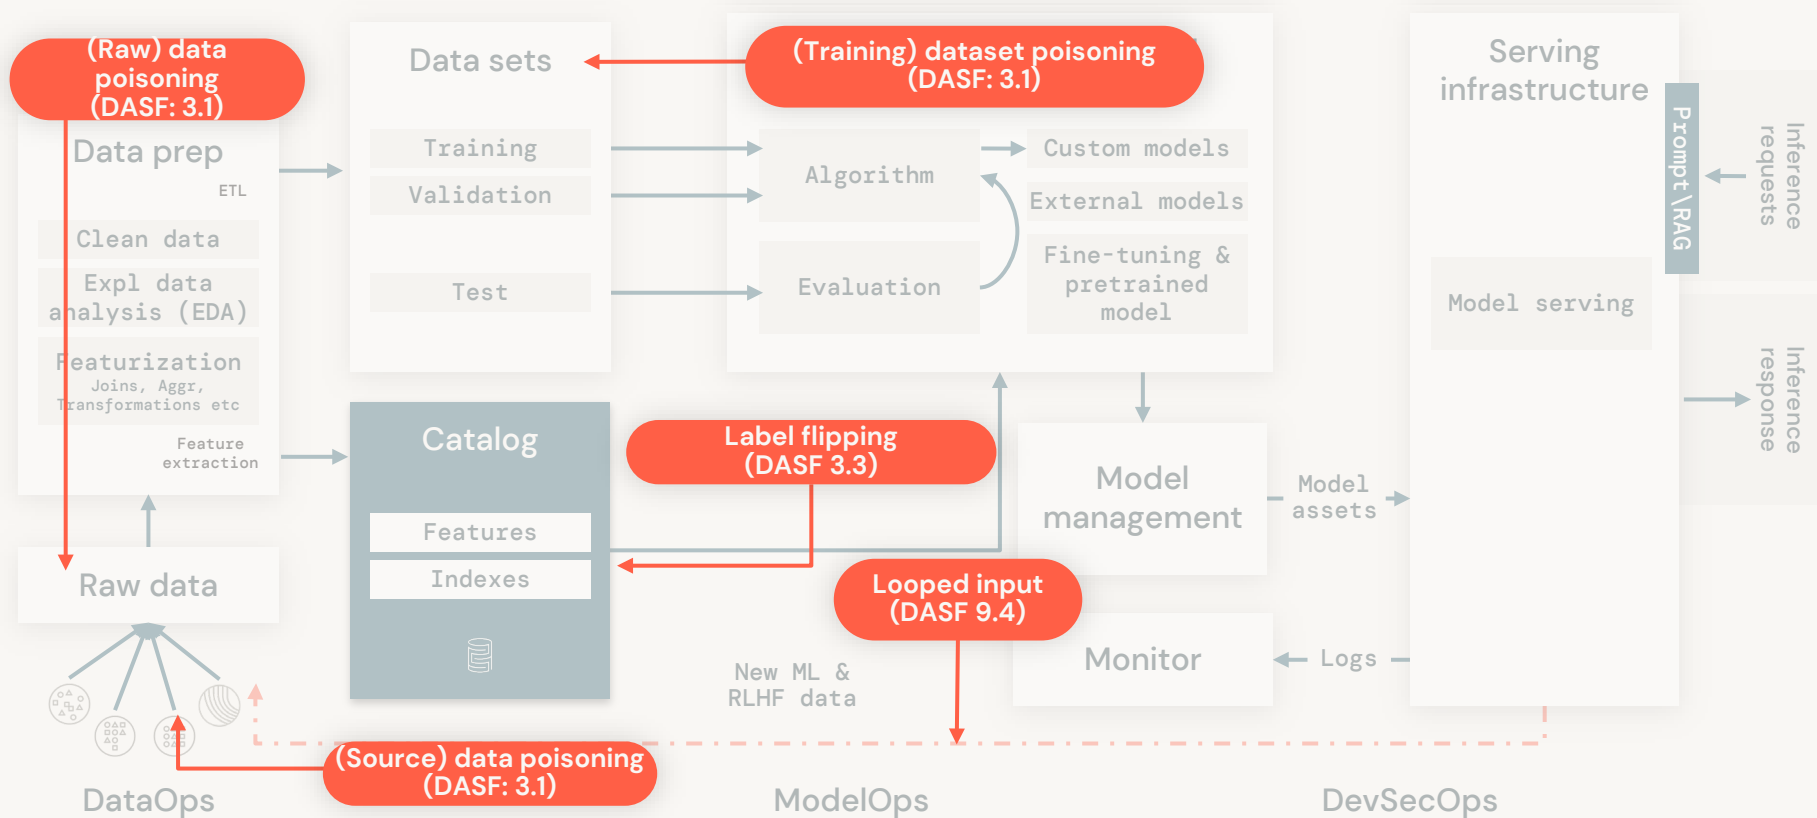 (Raw) data
poisoning
(DASF: 3.1)
Data prep
ETL
Clean data
Expl data
analysis (EDA)
Featurization
Joins, Aggr,
Transformations etc
Feature
extraction
Raw data
Data sets
Training
Validation
Test
Catalog
Features
Indexes
(Source) data poisoning
(DASF: 3.1)
DataOps
(Training) dataset poisoning
(DASF: 3.1)
Algorithm
Evaluation
Custom models
External models
Fine-tuning &
pretrained
model
Label flipping
(DASF 3.3)
Model
management
Model
assets
Looped input
(DASF 9.4)
Monitor
Logs
New ML &
RLHF data
ModelOps
Serving
infrastructure
Prompt\RAG
Model serving
Inference
requests
Inference
response
DevSecOps